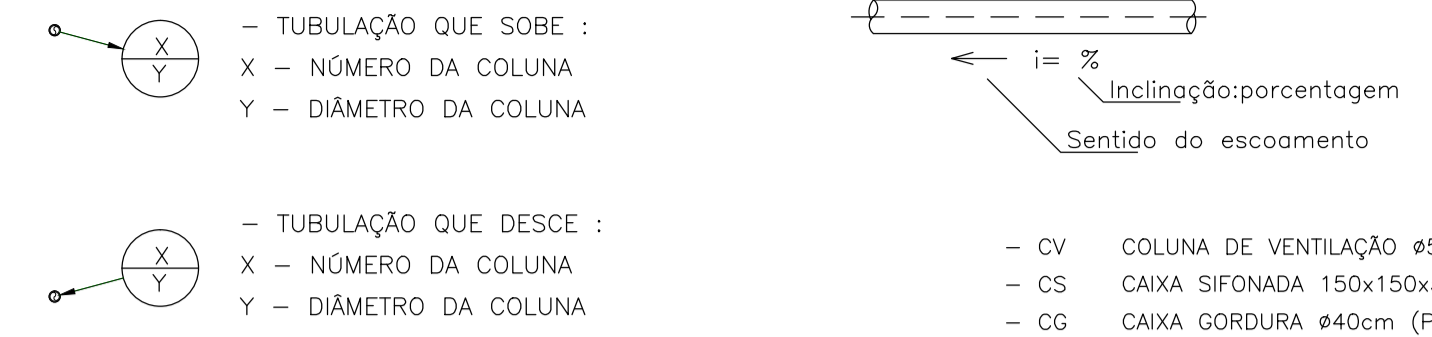 X
Y
– TUBULAÇÃO QUE SOBE :
X – NÚMERO DA COLUNA
Y – DIÂMETRO DA COLUNA
i= %
Inclinação:porcentagem
Sentido do escoamento
X
Y
– TUBULAÇÃO QUE DESCE :
X – NÚMERO DA COLUNA
Y – DIÂMETRO DA COLUNA
– CV COLUNA DE VENTILAÇÃO
– CS CAIXA SIFONADA
– CG CAIXA GORDURA ø40cm